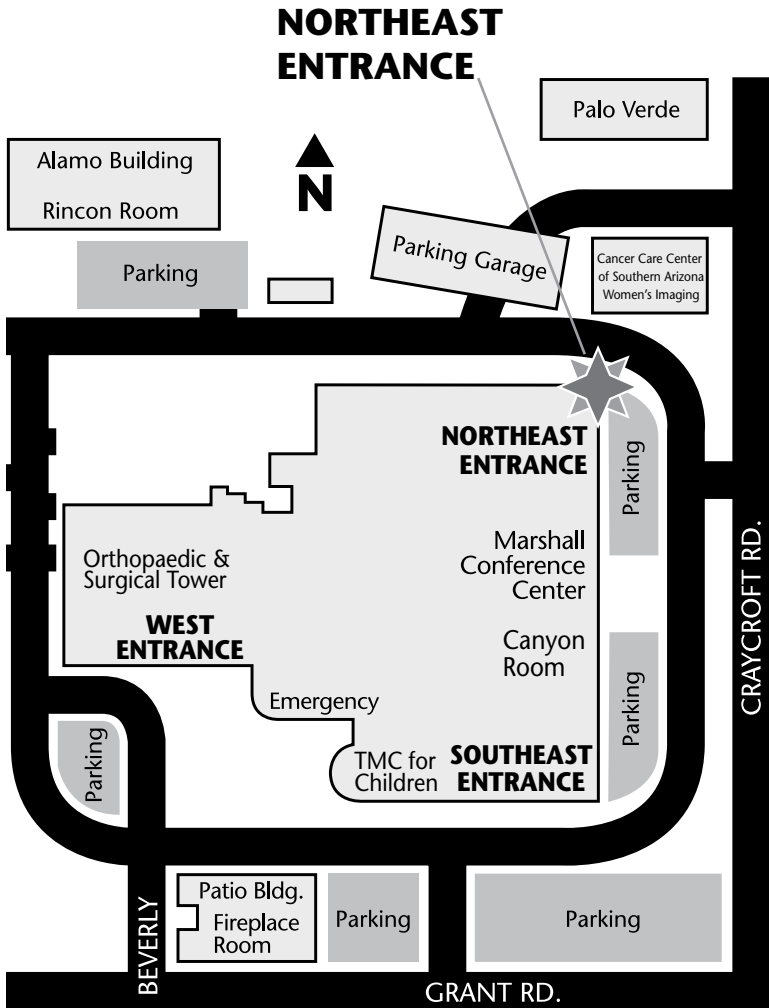 NORTHEAST
ENTRANCE
Palo Verde
Alamo Building
Rincon Room
N
Parking Garage
Cancer Care Center
of Southern Arizona
Women's Imaging
Parking
NORTHEAST
ENTRANCE
Parking
Marshall
Conference
Center
Orthopaedic &
Surgical Tower
WEST
ENTRANCE
Canyon
Room
CRAYCROFT RD.
Emergency
Parking
TMC for
Children
SOUTHEAST
ENTRANCE
Parking
BEVERLY
Patio Bldg.
Fireplace
Room
Parking
Parking
GRANT RD.